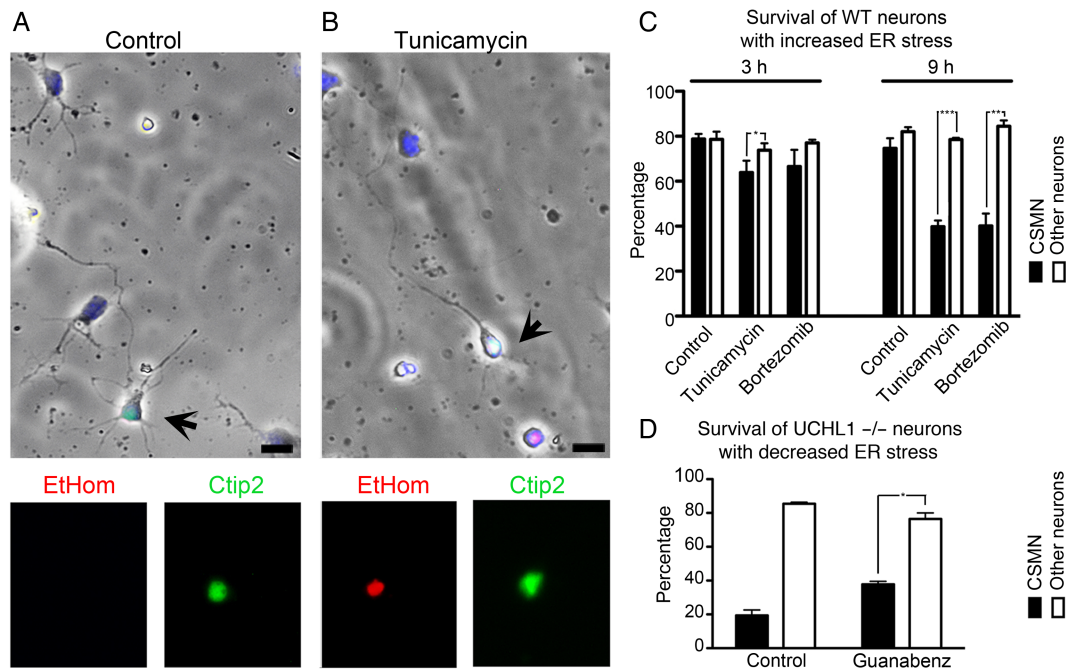 A
Control
B
Tunicamycin
EtHom
Ctip2
EtHom
Ctip2
C
Survival of WT neurons
with increased ER stress
3 h
9 h
100
80
60
40
20
0
Percentage
*
****
***
Control
Tunicamycin
Bortezomib
Control
Tunicamycin
Bortezomib
CSMN
Other neurons
D
Survival of UCHL1 –/– neurons
with decreased ER stress
100
80
60
40
20
0
Percentage
*
Control
Guanabenz
CSMN
Other neurons